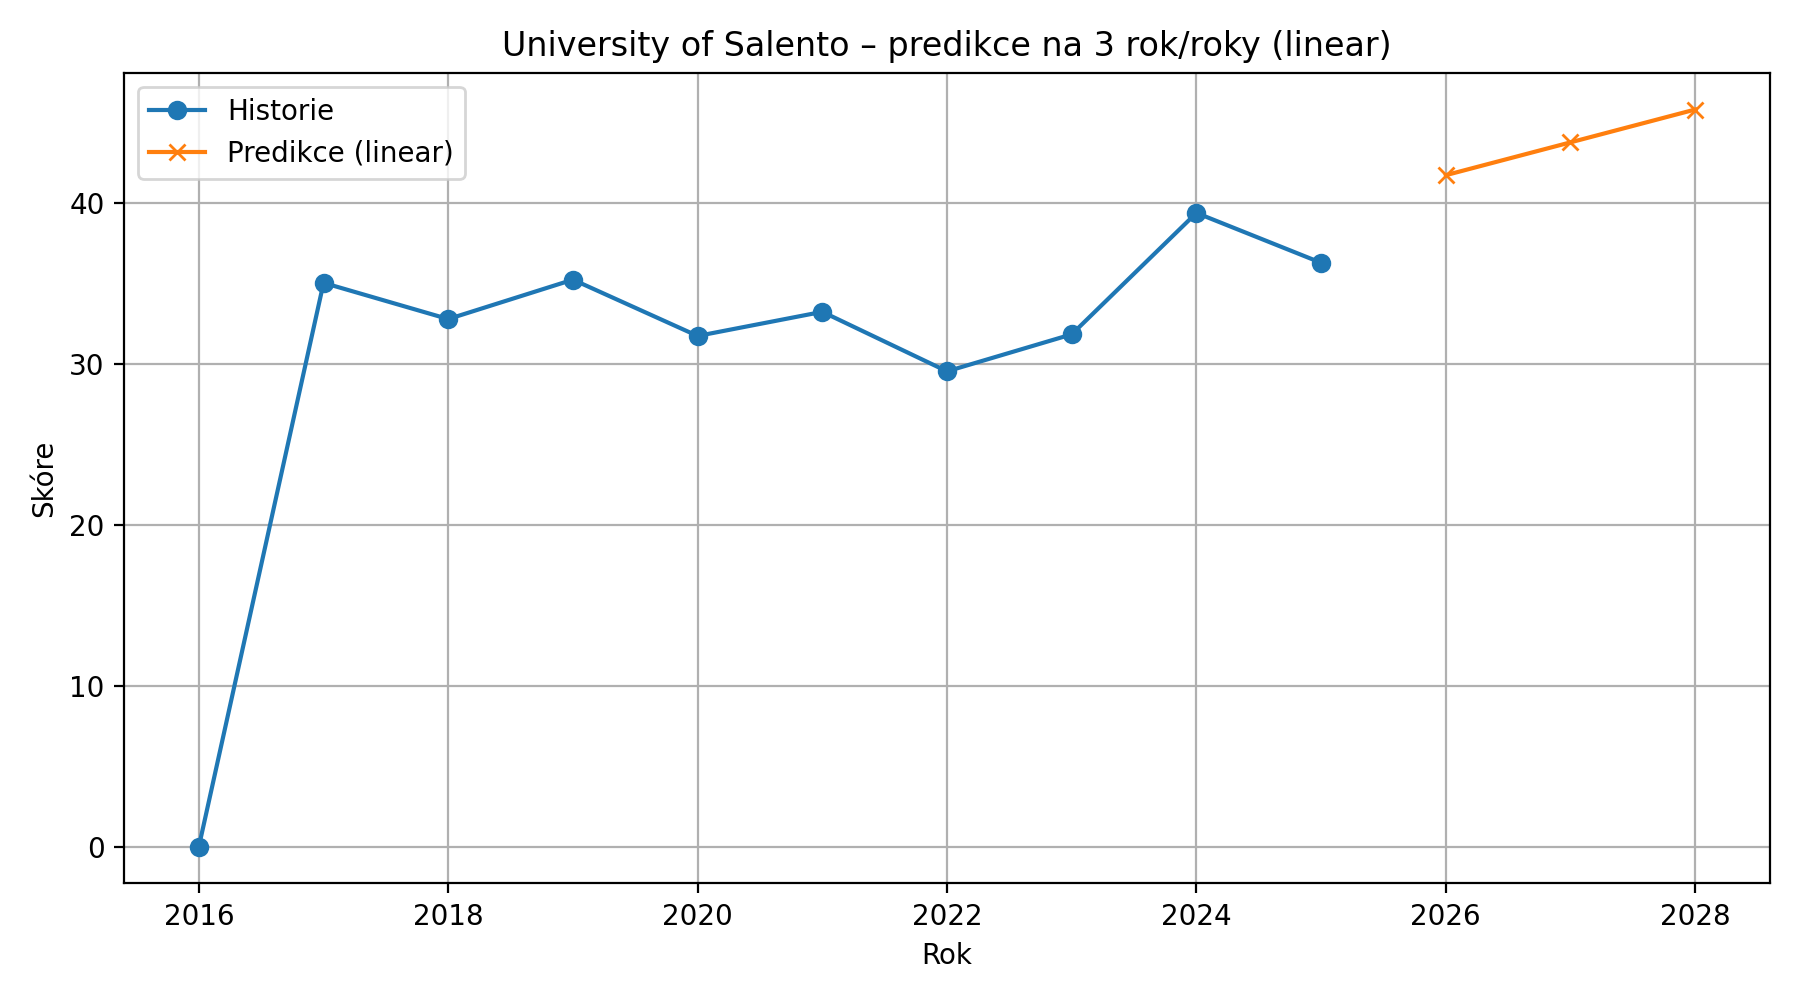 University of Salento – predikce na 3 rok/roky (linear)
Historie
Predikce (linear)
Skóre
40
30
20
10
0
2016 2018 2020 2022 2024 2026 2028
Rok